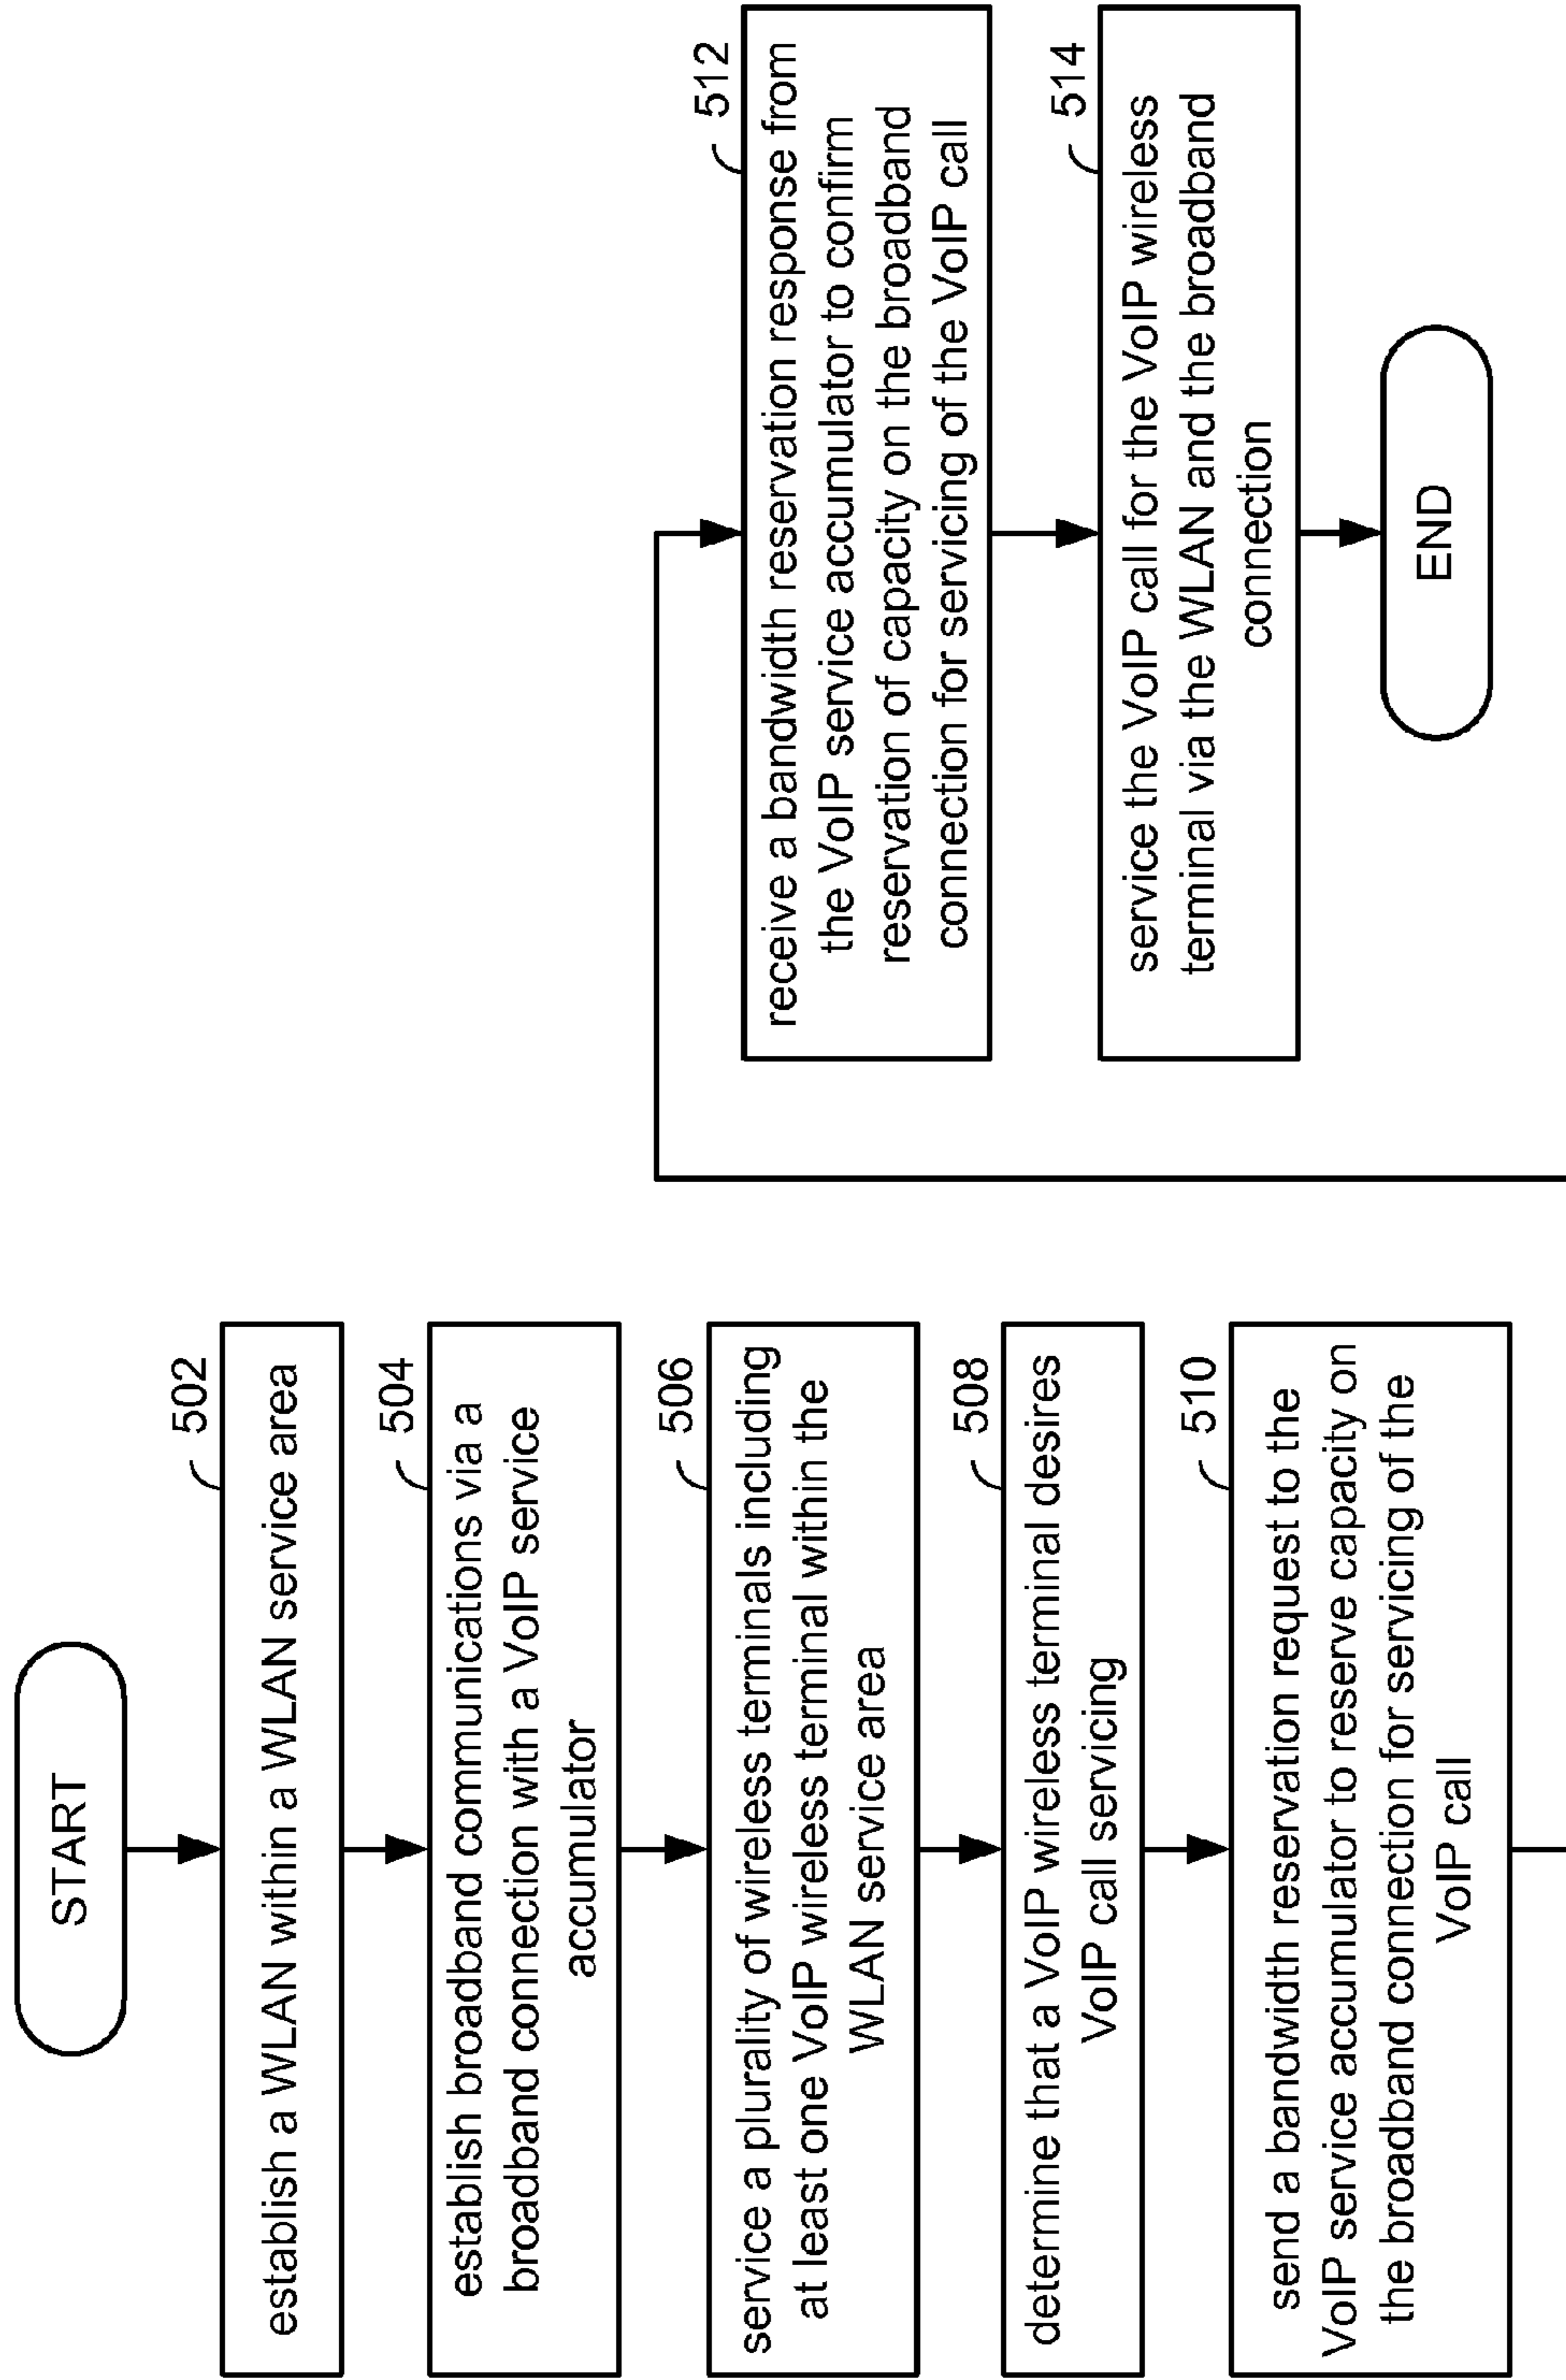 START
502
establish a WLAN within a WLAN service area
504
establish broadband communications via a
broadband connection with a VoIP service
accumulator
506
service a plurality of wireless terminals including
at least one VoIP wireless terminal within the
WLAN service area
508
determine that a VoIP wireless terminal desires
VoIP call servicing
510
send a bandwidth reservation request to the
VoIP service accumulator to reserve capacity on
the broadband connection for servicing of the
VoIP call
512
receive a bandwidth reservation response from
the VoIP service accumulator to confirm
reservation of capacity on the broadband
connection for servicing of the VoIP call
514
service the VoIP call for the VoIP wireless
terminal via the WLAN and the broadband
connection
END